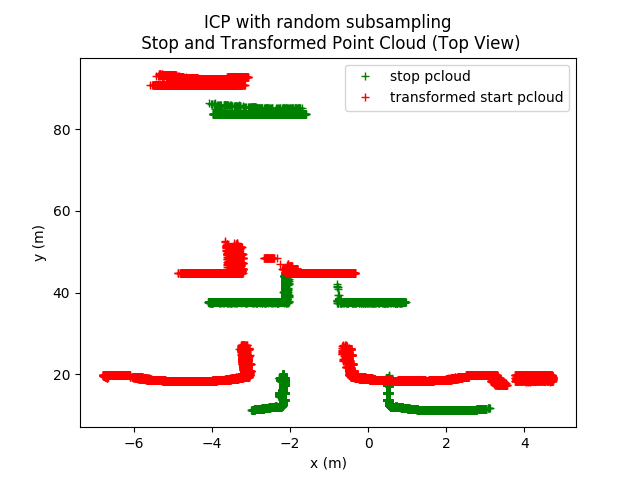 ICP with random subsampling
Stop and Transformed Point Cloud (Top View)
stop pcloud
transformed start pcloud
80
60
40
20
y (m)
−6 −4 −2 0 2 4
x (m)